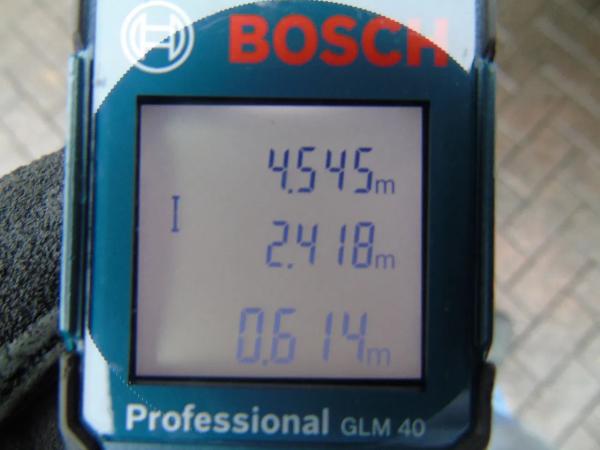 BOSCH
4.545m
2.418m
0.614m
Professional GLM 40